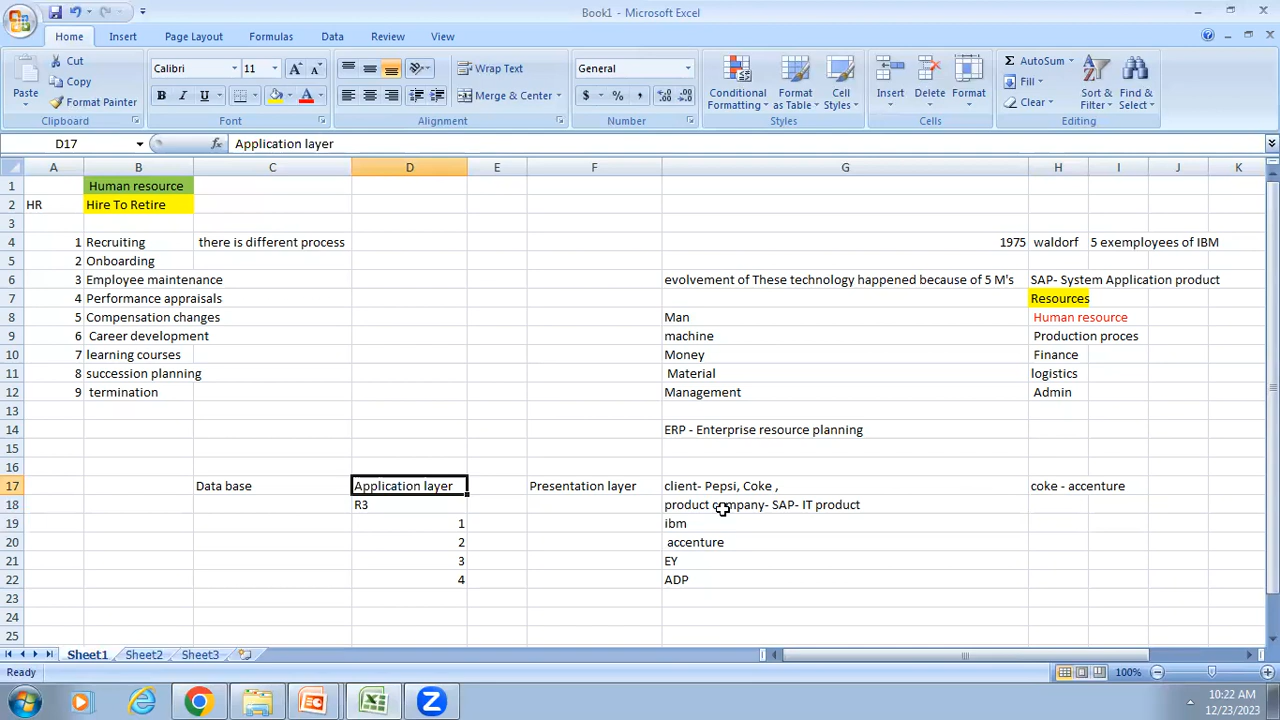 Book1 - Microsoft Excel
Home Insert Page Layout Formulas Data Review View
Paste Cut Copy Format Painter Clipboard
Calibri 11 B I U A Font
Wrap Text Merge & Center Alignment
General $ % , Number
Conditional Formatting Format as Table Cell Styles Styles
Insert Delete Format Cells
Σ AutoSum Fill Clear Sort & Filter Find & Select Editing
D17 fx Application layer
A B C D E F G H I J K
1 Human resource
2 HR Hire To Retire
3
4 1 Recruiting there is different process 1975 waldorf 5 exemployees of IBM
5 2 Onboarding
6 3 Employee maintenance evolvement of These technology happened because of 5 M's SAP- System Application product
7 4 Performance appraisals Resources
8 5 Compensation changes Man Human resource
9 6 Career development machine Production proces
10 7 learning courses Money Finance
11 8 succession planning Material logistics
12 9 termination Management Admin
13
14 ERP - Enterprise resource planning
15
16
17 Data base Application layer Presentation layer client- Pepsi, Coke , coke - accenture
18 R3 product company- SAP- IT product
19 1 ibm
20 2 accenture
21 3 EY
22 4 ADP
23
24
25
Sheet1 Sheet2 Sheet3
Ready 100%
10:22 AM
12/23/2023